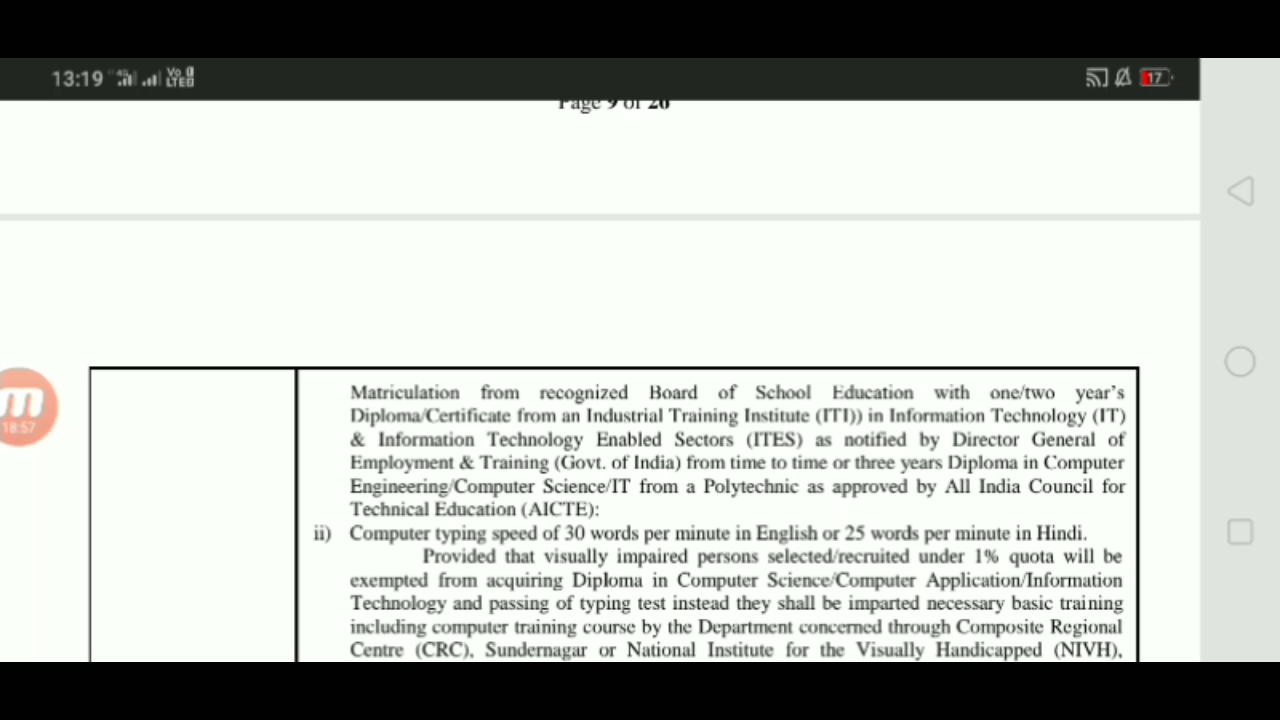 13:19 4G Vo LTE 17
Page 9 of 26
Matriculation from recognized Board of School Education with one/two year's
Diploma/Certificate from an Industrial Training Institute (ITI)) in Information Technology (IT)
& Information Technology Enabled Sectors (ITES) as notified by Director General of
Employment & Training (Govt. of India) from time to time or three years Diploma in Computer
Engineering/Computer Science/IT from a Polytechnic as approved by All India Council for
Technical Education (AICTE):
m
18:57
ii) Computer typing speed of 30 words per minute in English or 25 words per minute in Hindi.
Provided that visually impaired persons selected/recruited under 1% quota will be
exempted from acquiring Diploma in Computer Science/Computer Application/Information
Technology and passing of typing test instead they shall be imparted necessary basic training
including computer training course by the Department concerned through Composite Regional
Centre (CRC), Sundernagar or National Institute for the Visually Handicapped (NIVH),